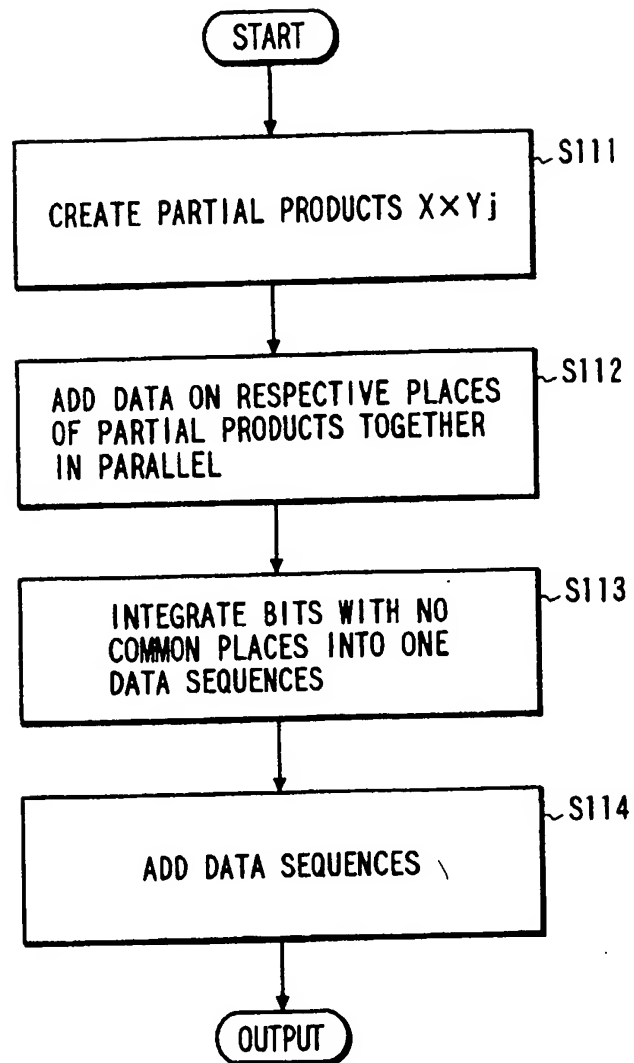 START
S111
CREATE PARTIAL PRODUCTS X×Yj
S112
ADD DATA ON RESPECTIVE PLACES
OF PARTIAL PRODUCTS TOGETHER
IN PARALLEL
S113
INTEGRATE BITS WITH NO
COMMON PLACES INTO ONE
DATA SEQUENCES
S114
ADD DATA SEQUENCES
OUTPUT